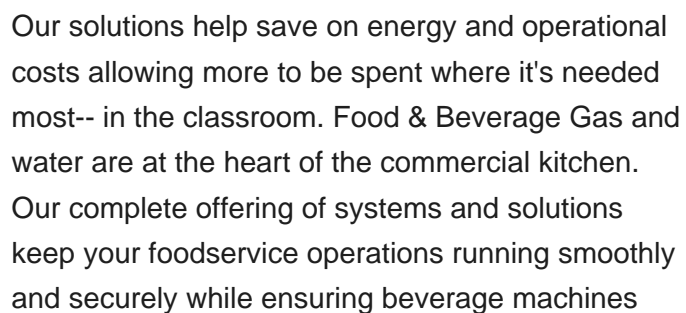 Our solutions help save on energy and operational
costs allowing more to be spent where it's needed
most-- in the classroom. Food & Beverage Gas and
water are at the heart of the commercial kitchen.
Our complete offering of systems and solutions
keep your foodservice operations running smoothly
and securely while ensuring beverage machines